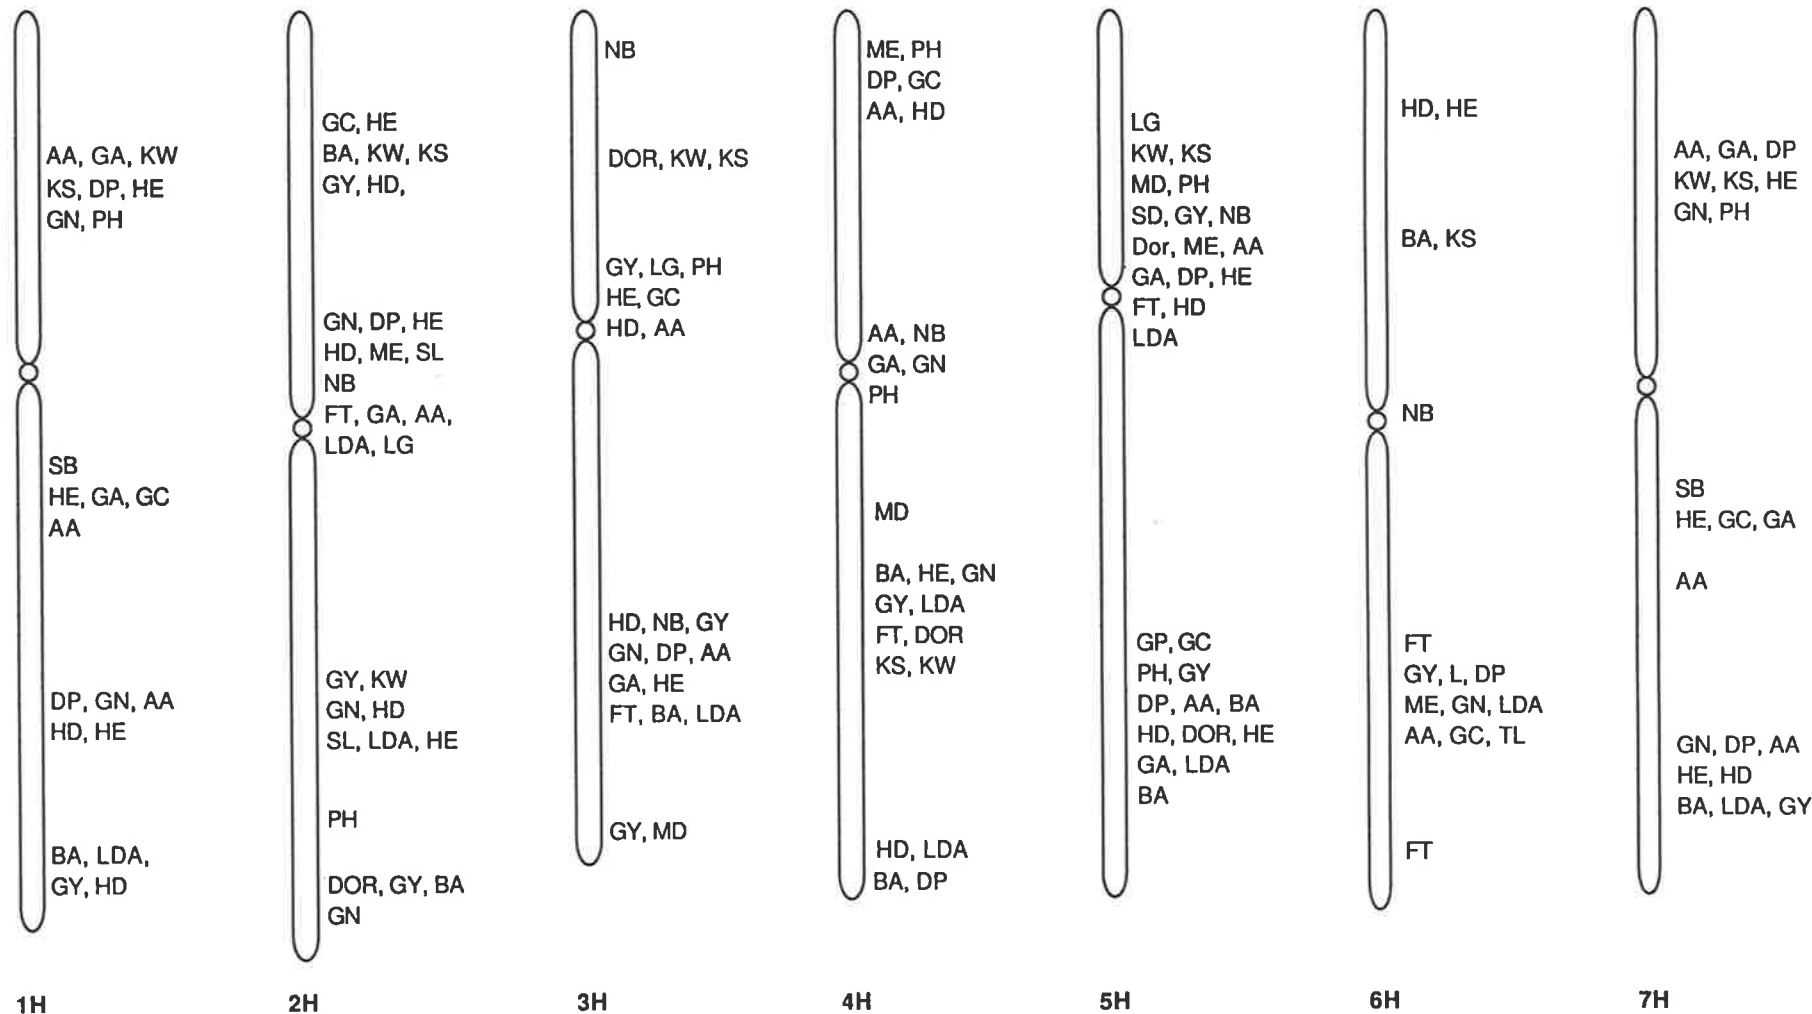 AA, GA, KW
KS, DP, HE
GN, PH
SB
HE, GA, GC
AA
DP, GN, AA
HD, HE
BA, LDA,
GY, HD
1H
GC, HE
BA, KW, KS
GY, HD,
GN, DP, HE
HD, ME, SL
NB
FT, GA, AA,
LDA, LG
GY, KW
GN, HD
SL, LDA, HE
PH
DOR, GY, BA
GN
2H
NB
DOR, KW, KS
GY, LG, PH
HE, GC
HD, AA
HD, NB, GY
GN, DP, AA
GA, HE
FT, BA, LDA
GY, MD
3H
ME, PH
DP, GC
AA, HD
AA, NB
GA, GN
PH
MD
BA, HE, GN
GY, LDA
FT, DOR
KS, KW
HD, LDA
BA, DP
4H
LG
KW, KS
MD, PH
SD, GY, NB
Dor, ME, AA
GA, DP, HE
FT, HD
LDA
GP, GC
PH, GY
DP, AA, BA
HD, DOR, HE
GA, LDA
BA
5H
HD, HE
BA, KS
NB
FT
GY, L, DP
ME, GN, LDA
AA, GC, TL
FT
6H
AA, GA, DP
KW, KS, HE
GN, PH
SB
HE, GC, GA
AA
GN, DP, AA
HE, HD
BA, LDA, GY
7H